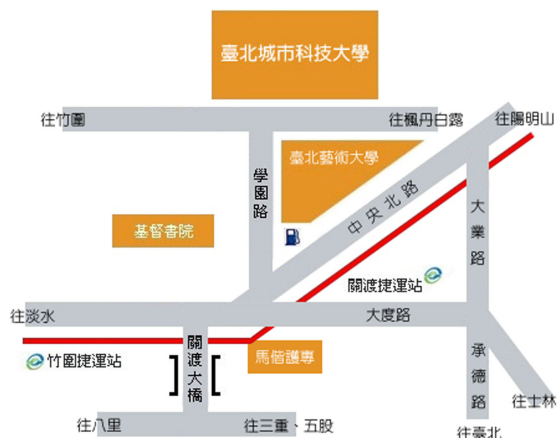 臺北城市科技大學
往竹圍
往楓丹白露
往陽明山
臺北藝術大學
學園路
中央北路
大業路
基督書院
關渡捷運站
往淡水
大度路
竹圍捷運站
關渡大橋
馬偕護專
承德路
往士林
往八里
往三重、五股
往臺北